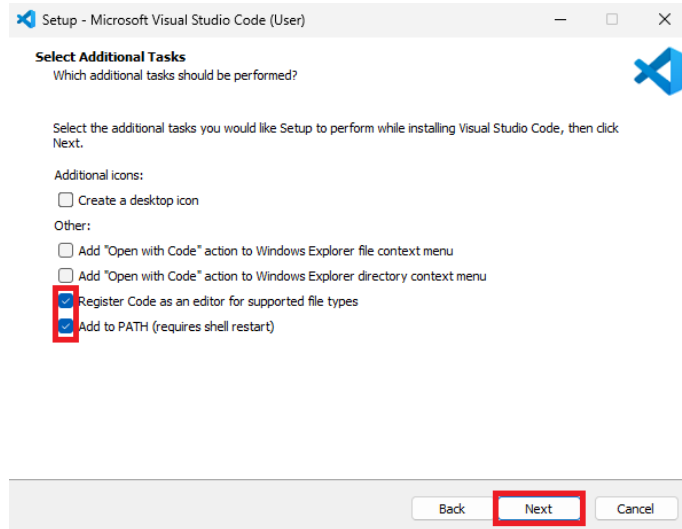 Setup - Microsoft Visual Studio Code (User)
Select Additional Tasks
Which additional tasks should be performed?
Select the additional tasks you would like Setup to perform while installing Visual Studio Code, then click
Next.
Additional icons:
Create a desktop icon
Other:
Add "Open with Code" action to Windows Explorer file context menu
Add "Open with Code" action to Windows Explorer directory context menu
Register Code as an editor for supported file types
Add to PATH (requires shell restart)
Back Next Cancel